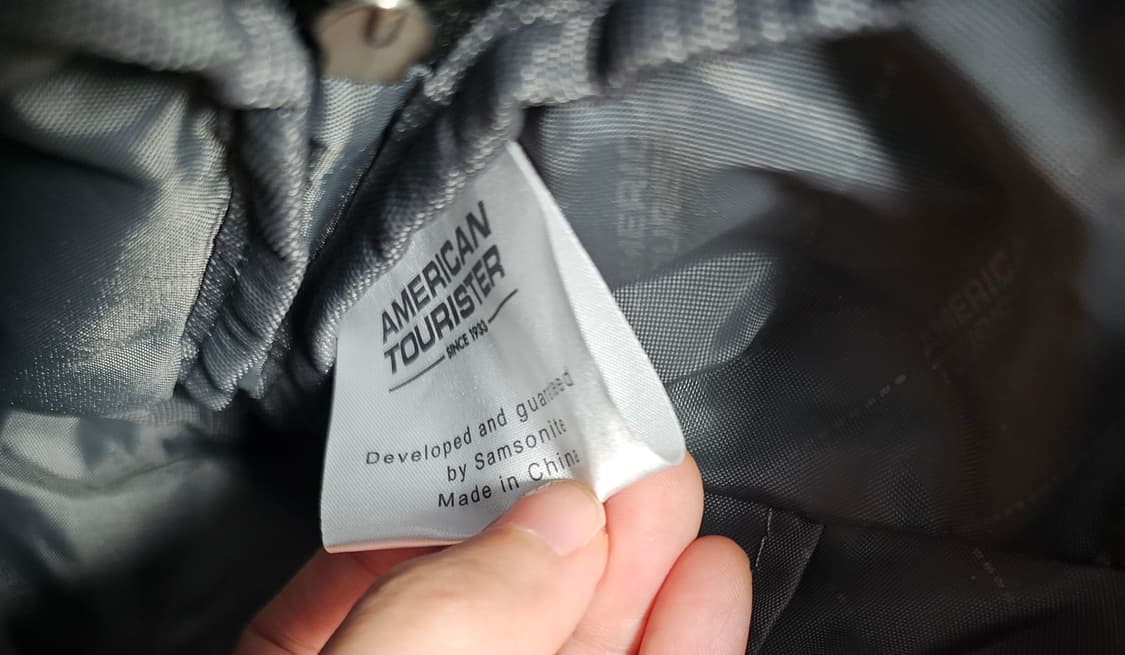 AMERICAN
TOURISTER
SINCE 1933
Developed and guaranteed
by Samsonite
Made in China